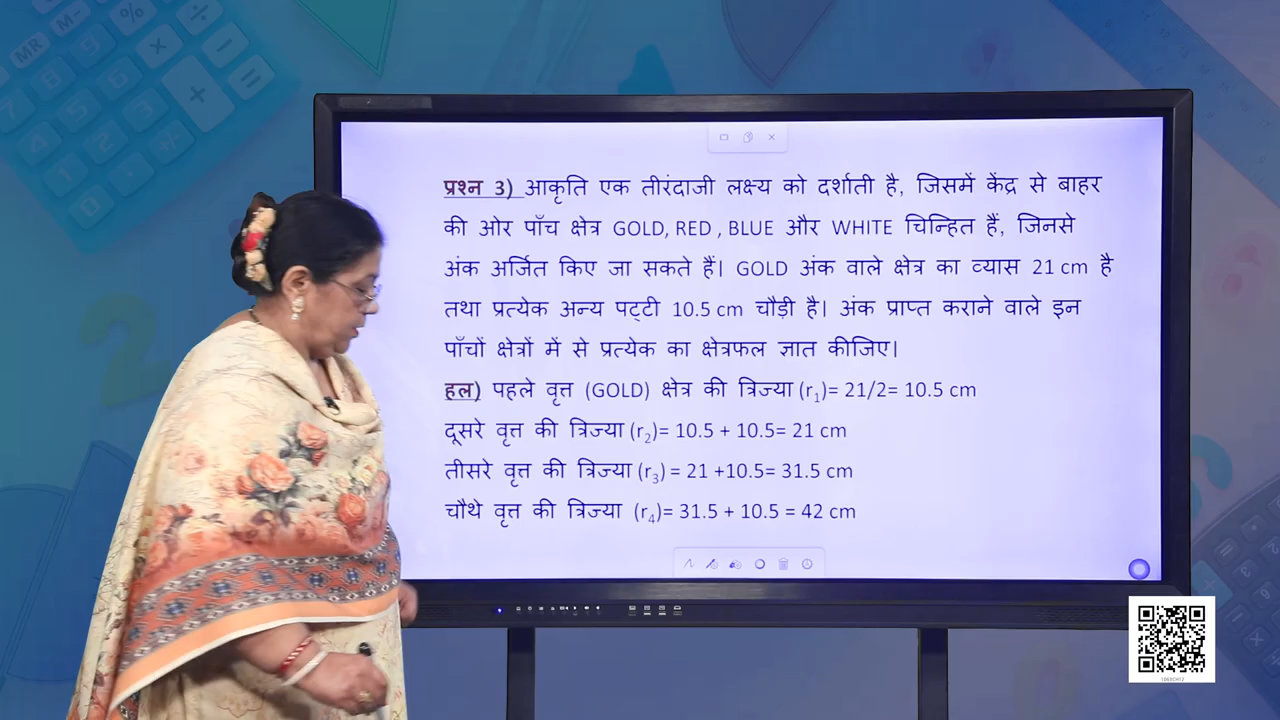 MR M- % ÷
प्रश्न 3) आकृति एक तीरंदाजी लक्ष्य को दर्शाती है, जिसमें केंद्र से बाहर
की ओर पाँच क्षेत्र GOLD, RED , BLUE और WHITE चिन्हित हैं, जिनसे
अंक अर्जित किए जा सकते हैं। GOLD अंक वाले क्षेत्र का व्यास 21 cm है
तथा प्रत्येक अन्य पट्टी 10.5 cm चौड़ी है। अंक प्राप्त कराने वाले इन
पाँचों क्षेत्रों में से प्रत्येक का क्षेत्रफल ज्ञात कीजिए।
हल) पहले वृत्त (GOLD) क्षेत्र की त्रिज्या (r₁)= 21/2= 10.5 cm
दूसरे वृत्त की त्रिज्या (r₂)= 10.5 + 10.5= 21 cm
तीसरे वृत्त की त्रिज्या (r₃) = 21 +10.5= 31.5 cm
चौथे वृत्त की त्रिज्या (r₄)= 31.5 + 10.5 = 42 cm